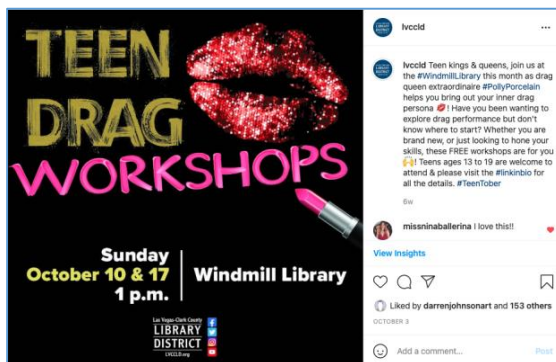 TEEN
DRAG
WORKSHOPS
Sunday
October 10 & 17
1 p.m.
Windmill Library
Las Vegas-Clark County
LIBRARY
DISTRICT
LVCCLD.org
lvccld
...
lvccld Teen kings & queens, join us at
the #WindmillLibrary this month as drag
queen extraordinaire #PollyPorcelain
helps you bring out your inner drag
persona 💋! Have you been wanting to
explore drag performance but don't
know where to start? Whether you are
brand new, or just looking to hone your
skills, these FREE workshops are for you
🙌! Teens ages 13 to 19 are welcome to
attend & please visit the #linkinbio for
all the details. #TeenTober
6w
missninaballerina I love this!!
View Insights
Liked by darrenjohnsonart and 153 others
OCTOBER 3
Add a comment...
Post